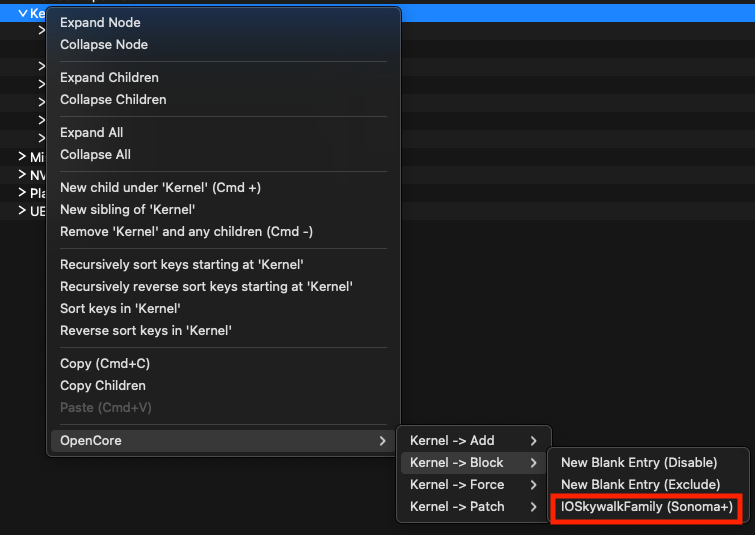 Ke
Expand Node
Collapse Node
Expand Children
Collapse Children
Expand All
Collapse All
Mi
NV
Pla
UE
New child under 'Kernel' (Cmd +)
New sibling of 'Kernel'
Remove 'Kernel' and any children (Cmd -)
Recursively sort keys starting at 'Kernel'
Recursively reverse sort keys starting at 'Kernel'
Sort keys in 'Kernel'
Reverse sort keys in 'Kernel'
Copy (Cmd+C)
Copy Children
Paste (Cmd+V)
OpenCore
Kernel -> Add
Kernel -> Block
Kernel -> Force
Kernel -> Patch
New Blank Entry (Disable)
New Blank Entry (Exclude)
IOSkywalkFamily (Sonoma+)